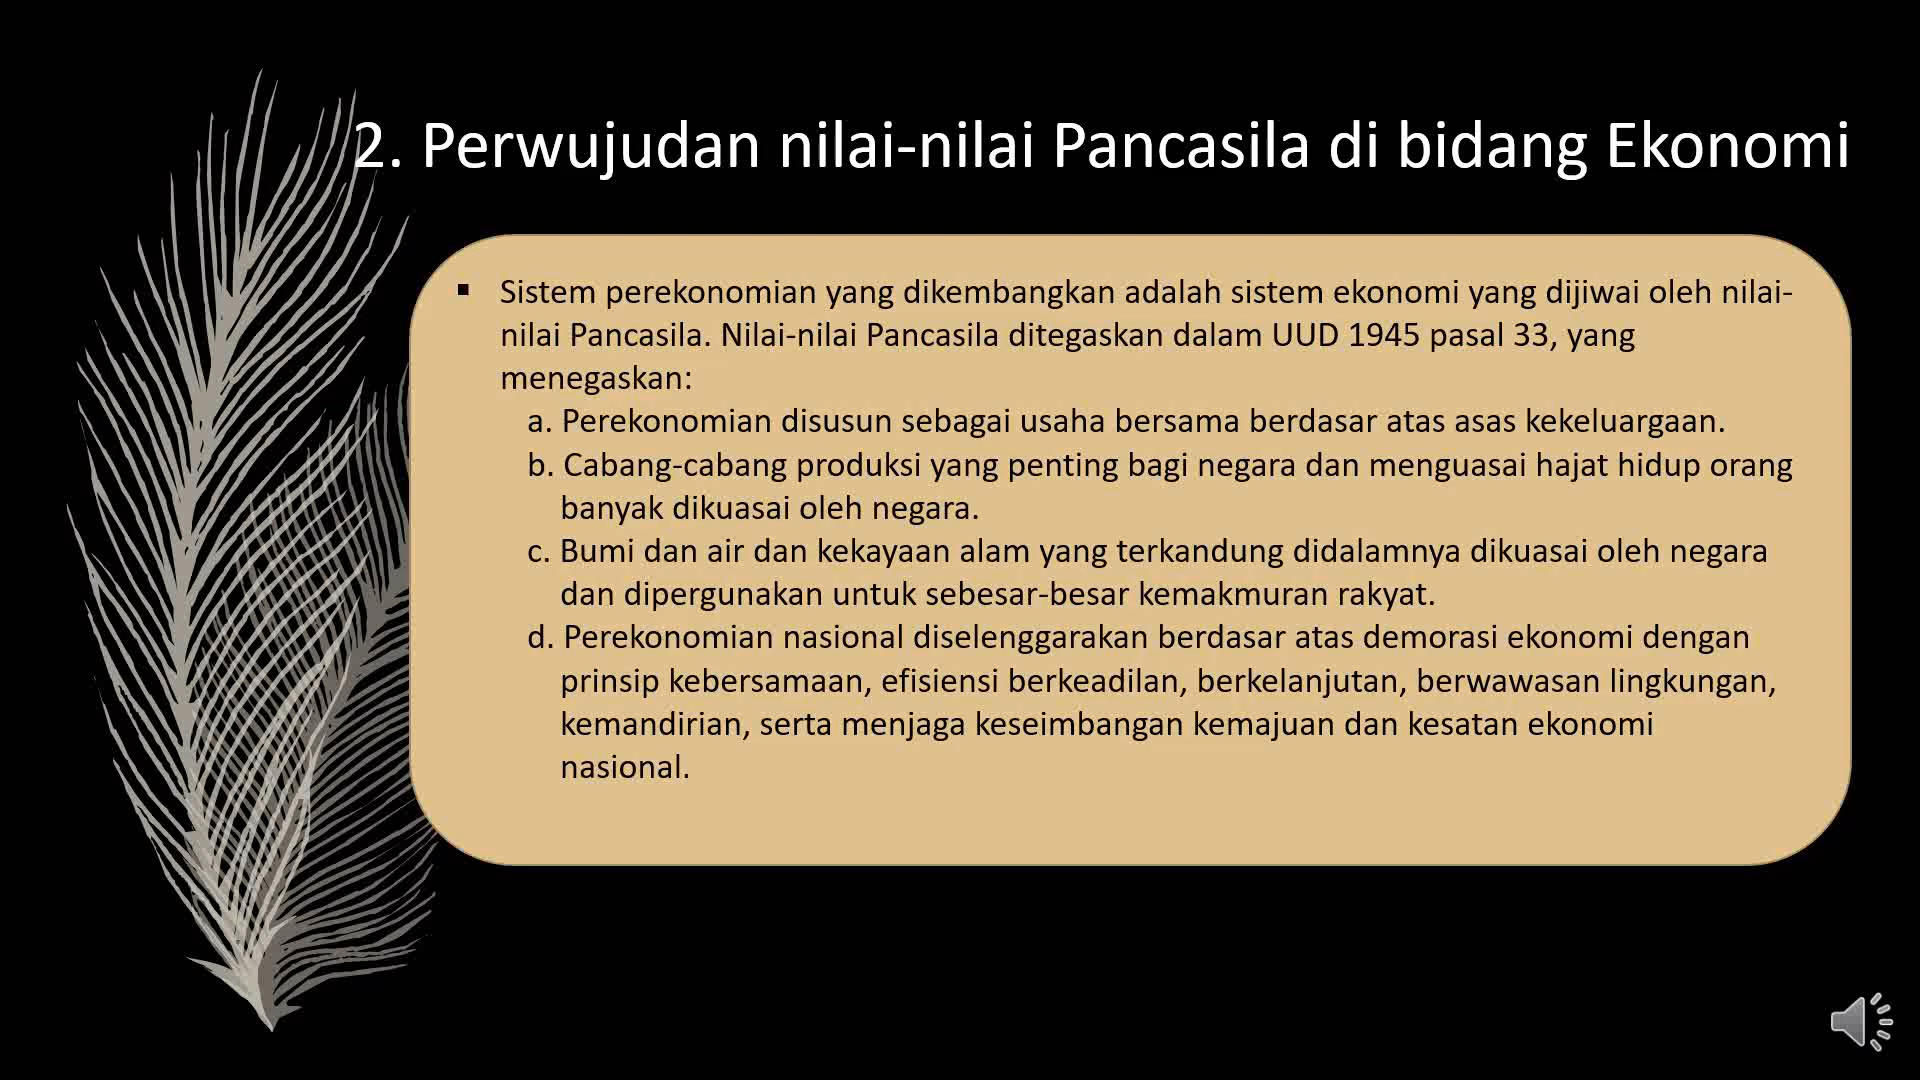 2. Perwujudan nilai-nilai Pancasila di bidang Ekonomi
▪ Sistem perekonomian yang dikembangkan adalah sistem ekonomi yang dijiwai oleh nilai-
nilai Pancasila. Nilai-nilai Pancasila ditegaskan dalam UUD 1945 pasal 33, yang
menegaskan:
a. Perekonomian disusun sebagai usaha bersama berdasar atas asas kekeluargaan.
b. Cabang-cabang produksi yang penting bagi negara dan menguasai hajat hidup orang
banyak dikuasai oleh negara.
c. Bumi dan air dan kekayaan alam yang terkandung didalamnya dikuasai oleh negara
dan dipergunakan untuk sebesar-besar kemakmuran rakyat.
d. Perekonomian nasional diselenggarakan berdasar atas demorasi ekonomi dengan
prinsip kebersamaan, efisiensi berkeadilan, berkelanjutan, berwawasan lingkungan,
kemandirian, serta menjaga keseimbangan kemajuan dan kesatan ekonomi
nasional.